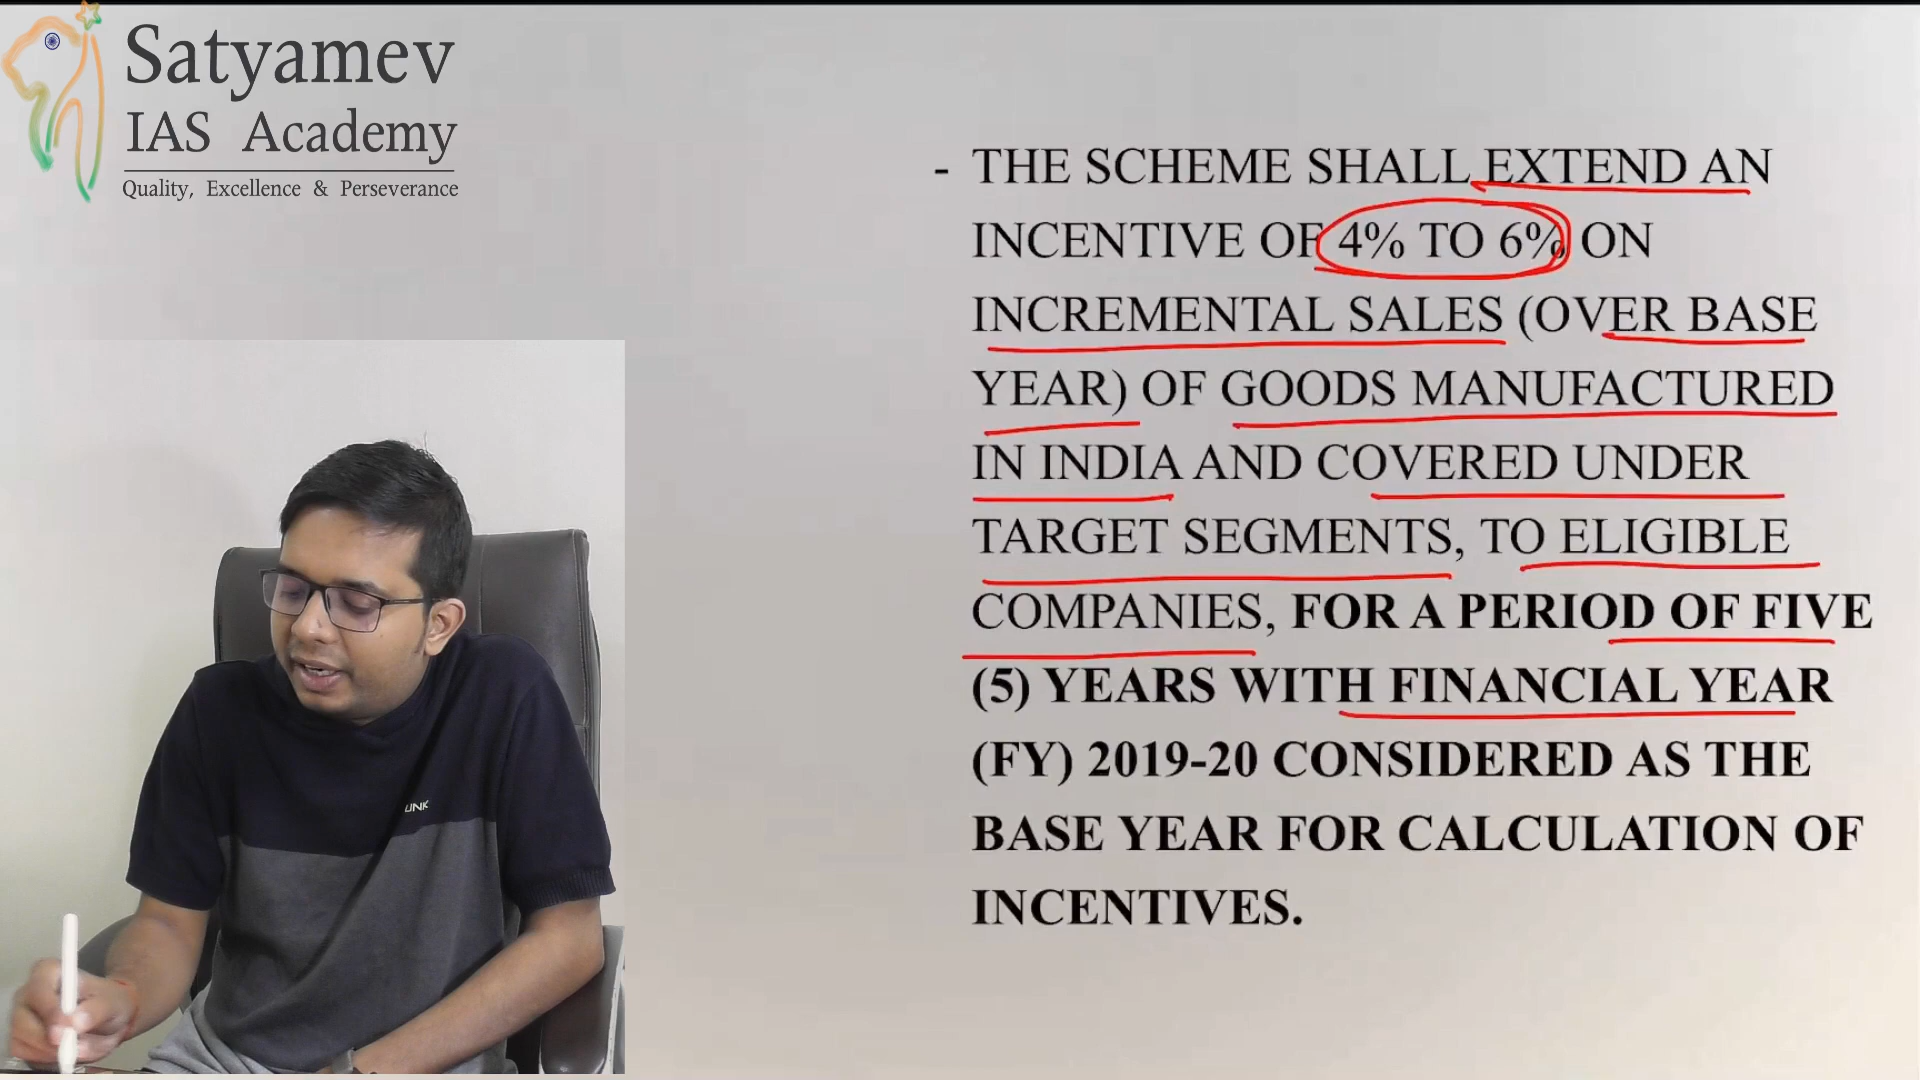 Satyamev
IAS Academy
Quality, Excellence & Perseverance
- THE SCHEME SHALL EXTEND AN
INCENTIVE OF 4% TO 6% ON
INCREMENTAL SALES (OVER BASE
YEAR) OF GOODS MANUFACTURED
IN INDIA AND COVERED UNDER
TARGET SEGMENTS, TO ELIGIBLE
COMPANIES, FOR A PERIOD OF FIVE
(5) YEARS WITH FINANCIAL YEAR
(FY) 2019-20 CONSIDERED AS THE
BASE YEAR FOR CALCULATION OF
INCENTIVES.